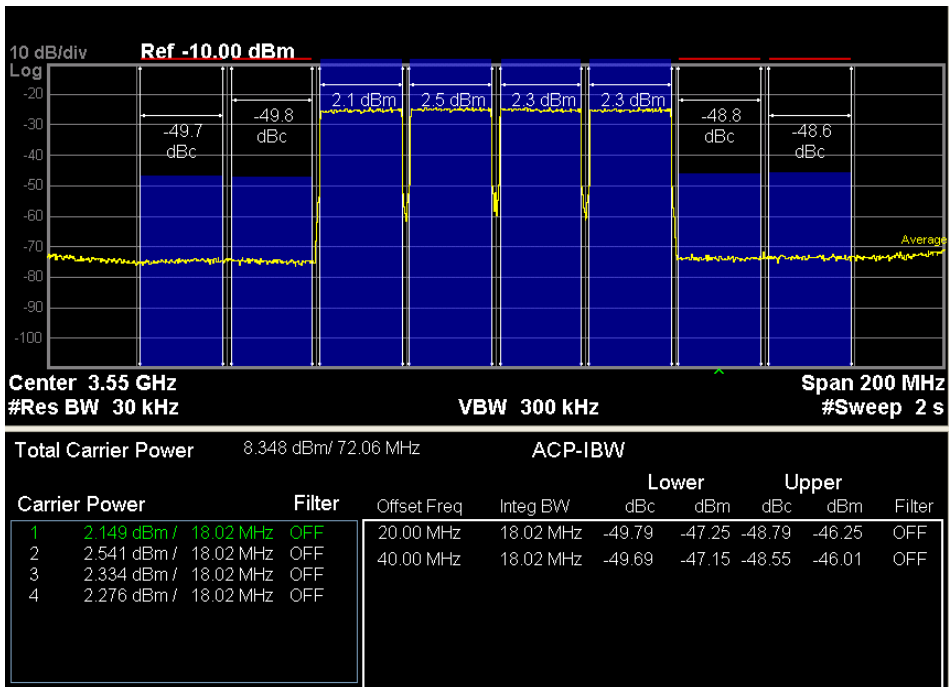 10 dB/div Ref -10.00 dBm
Log
-20
-30
-40
-50
-60
-70
-80
-90
-100
-49.7
dBc
-49.8
dBc
2.1 dBm 2.5 dBm 2.3 dBm 2.3 dBm
-48.8
dBc
-48.6
dBc
Average
Center 3.55 GHz Span 200 MHz
#Res BW 30 kHz VBW 300 kHz #Sweep 2 s
Total Carrier Power 8.348 dBm/ 72.06 MHz ACP-IBW
Carrier Power Filter
1 2.149 dBm / 18.02 MHz OFF
2 2.541 dBm / 18.02 MHz OFF
3 2.334 dBm / 18.02 MHz OFF
4 2.276 dBm / 18.02 MHz OFF
Lower Upper
Offset Freq Integ BW dBc dBm dBc dBm Filter
20.00 MHz 18.02 MHz -49.79 -47.25 -48.79 -46.25 OFF
40.00 MHz 18.02 MHz -49.69 -47.15 -48.55 -46.01 OFF